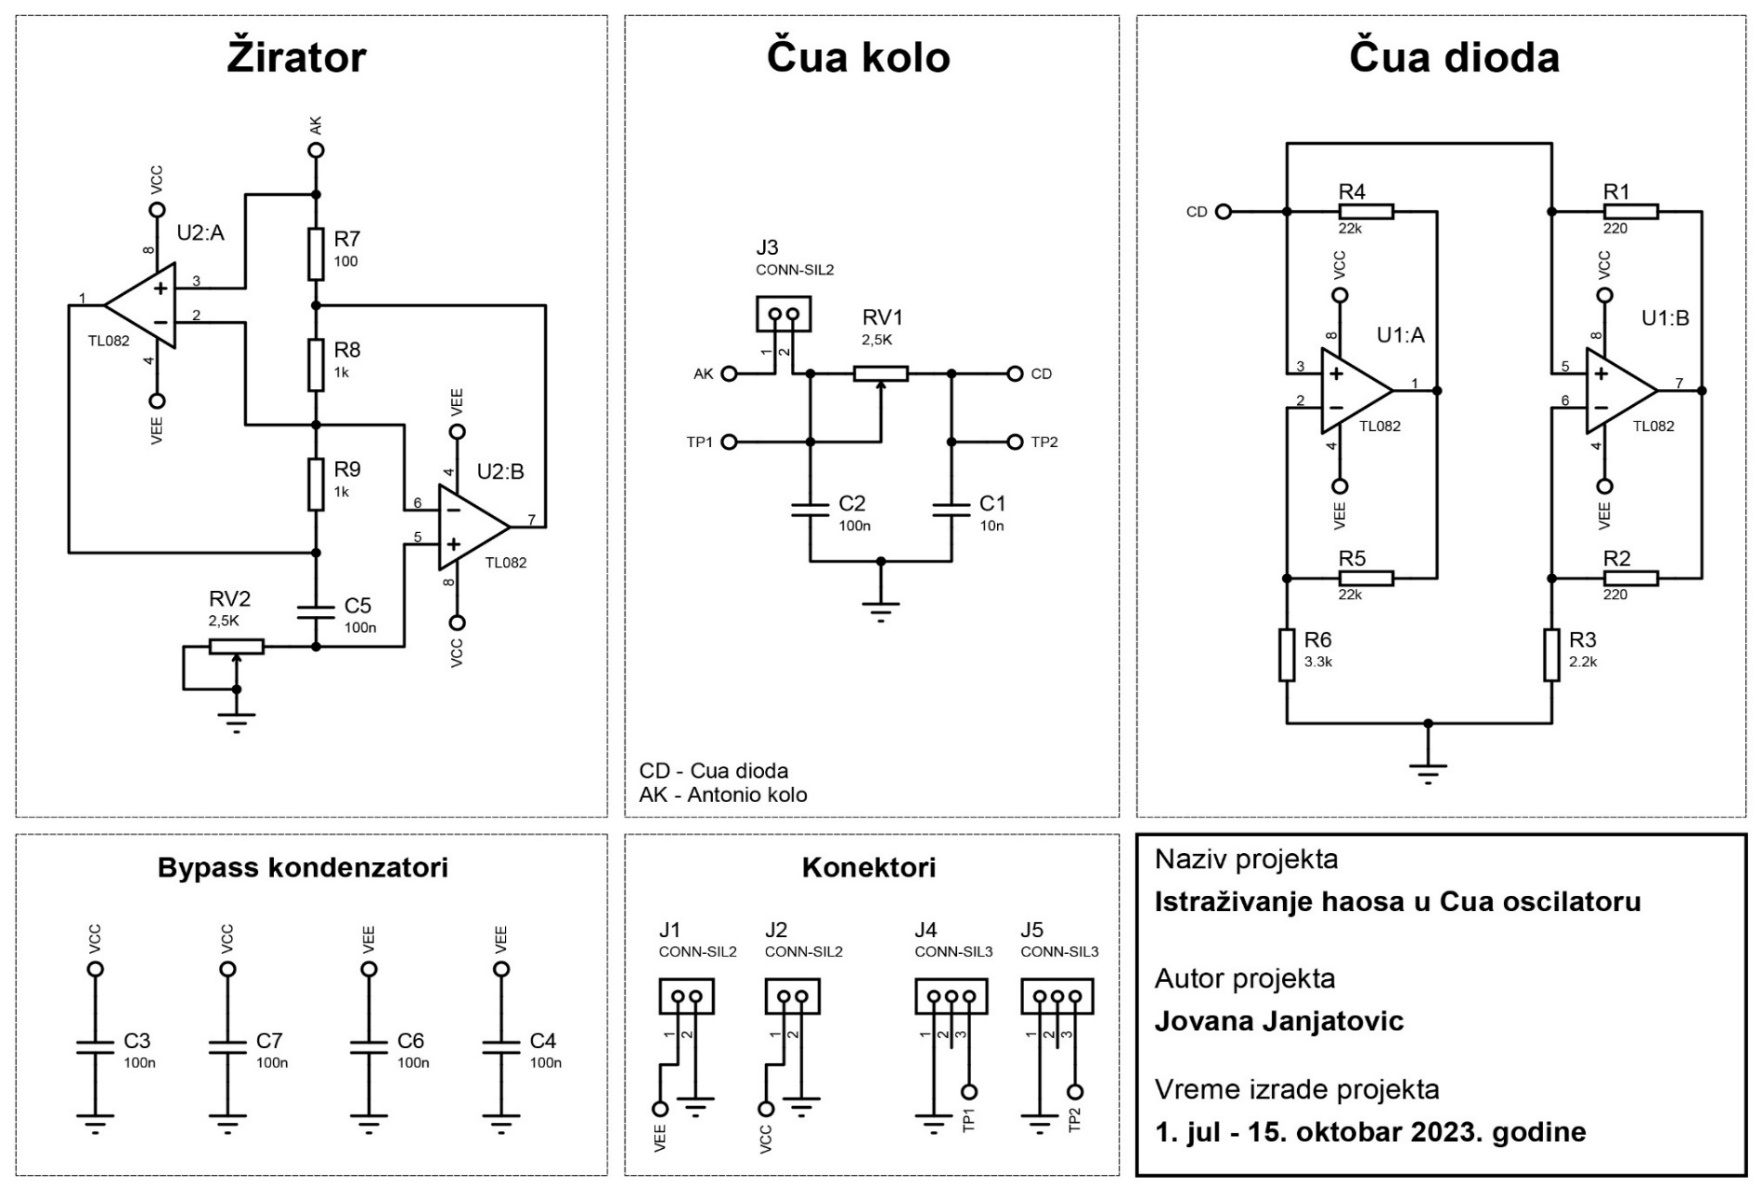 Žirator
AK
VCC
8
U2:A
3
2
1
TL082
4
VEE
R7
100
R8
1k
R9
1k
VEE
4
U2:B
6
5
7
TL082
8
VCC
RV2
2,5K
C5
100n
Čua kolo
J3
CONN-SIL2
1
2
RV1
2,5K
AK
CD
TP1
TP2
C2
100n
C1
10n
CD - Cua dioda
AK - Antonio kolo
Čua dioda
CD
R4
22k
VCC
8
U1:A
3
2
1
TL082
4
VEE
R5
22k
R6
3.3k
R1
220
VCC
8
U1:B
5
6
7
TL082
4
VEE
R2
220
R3
2.2k
Bypass kondenzatori
VCC
C3
100n
VCC
C7
100n
VEE
C6
100n
VEE
C4
100n
Konektori
J1
CONN-SIL2
1
2
VEE
J2
CONN-SIL2
1
2
VCC
J4
CONN-SIL3
1
2
3
TP1
J5
CONN-SIL3
1
2
3
TP2
Naziv projekta
Istraživanje haosa u Cua oscilatoru
Autor projekta
Jovana Janjatovic
Vreme izrade projekta
1. jul - 15. oktobar 2023. godine